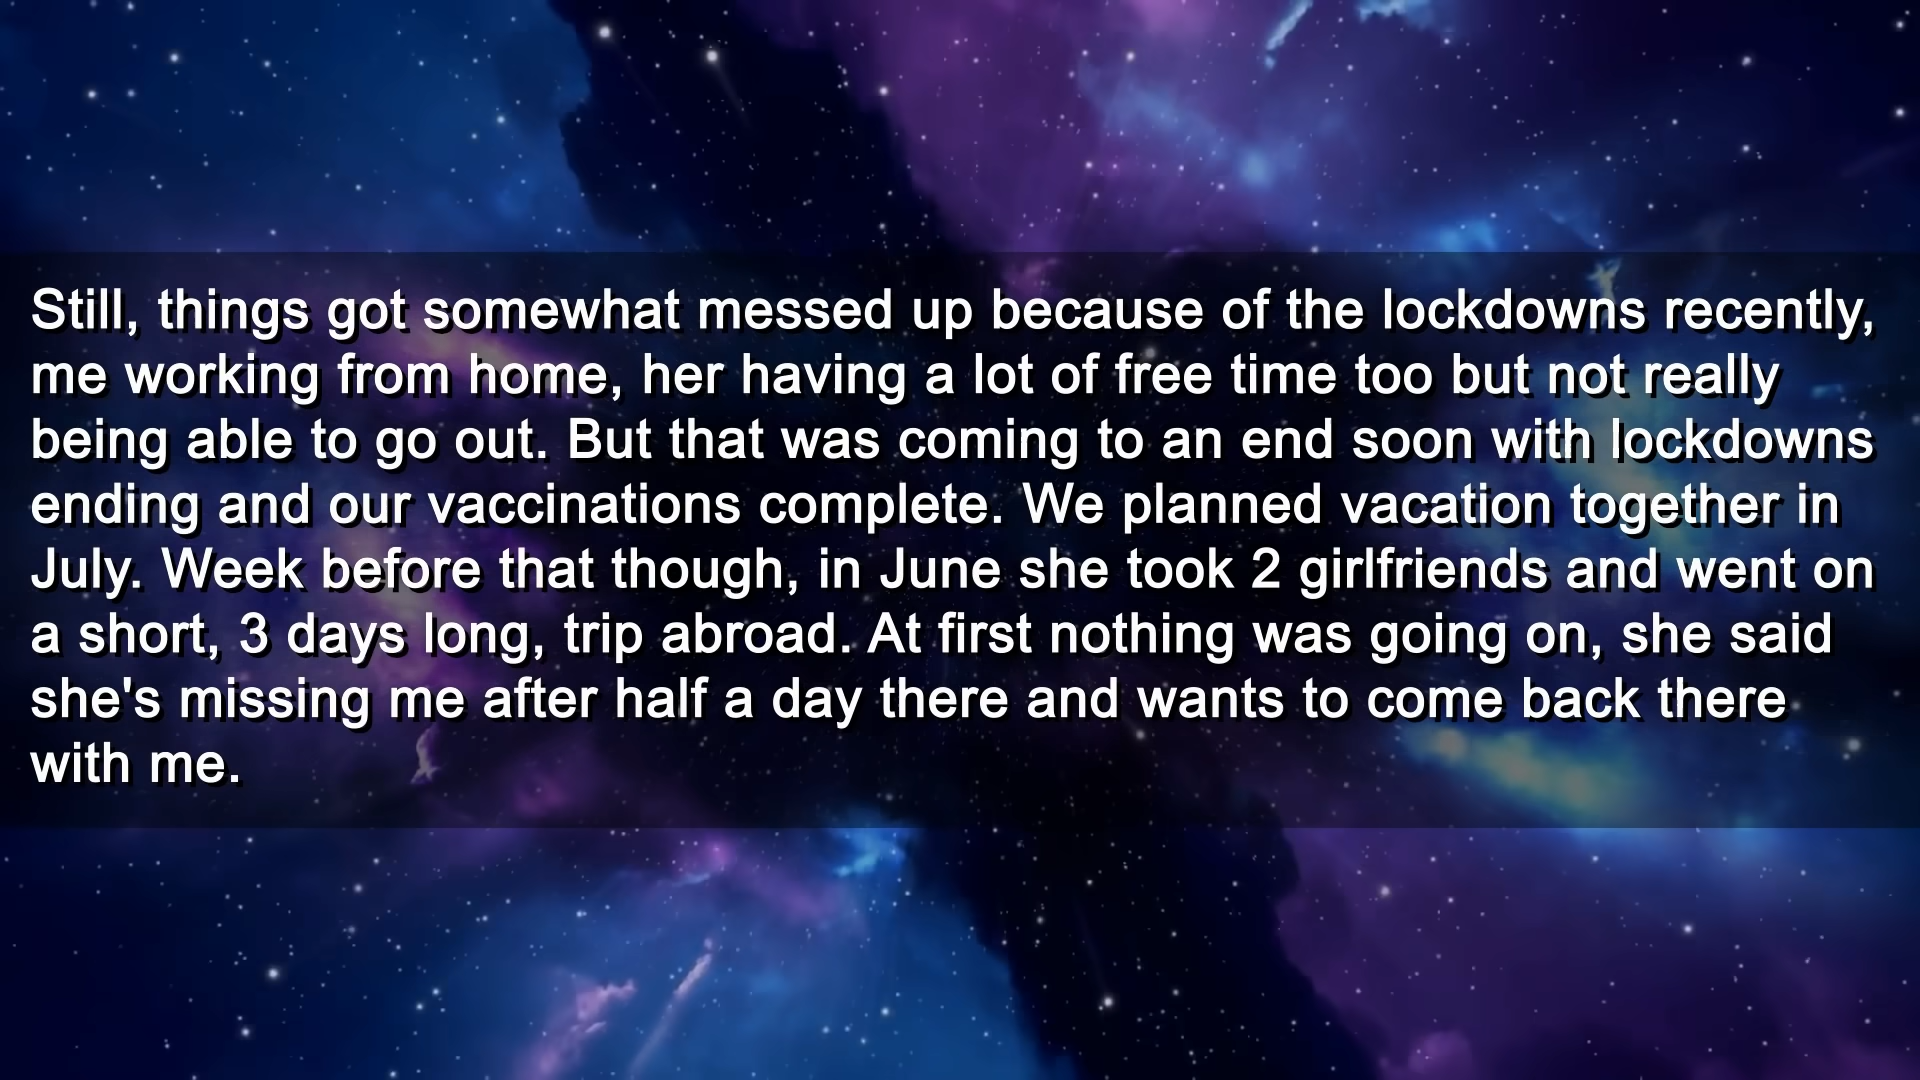 Still, things got somewhat messed up because of the lockdowns recently,
me working from home, her having a lot of free time too but not really
being able to go out. But that was coming to an end soon with lockdowns
ending and our vaccinations complete. We planned vacation together in
July. Week before that though, in June she took 2 girlfriends and went on
a short, 3 days long, trip abroad. At first nothing was going on, she said
she's missing me after half a day there and wants to come back there
with me.